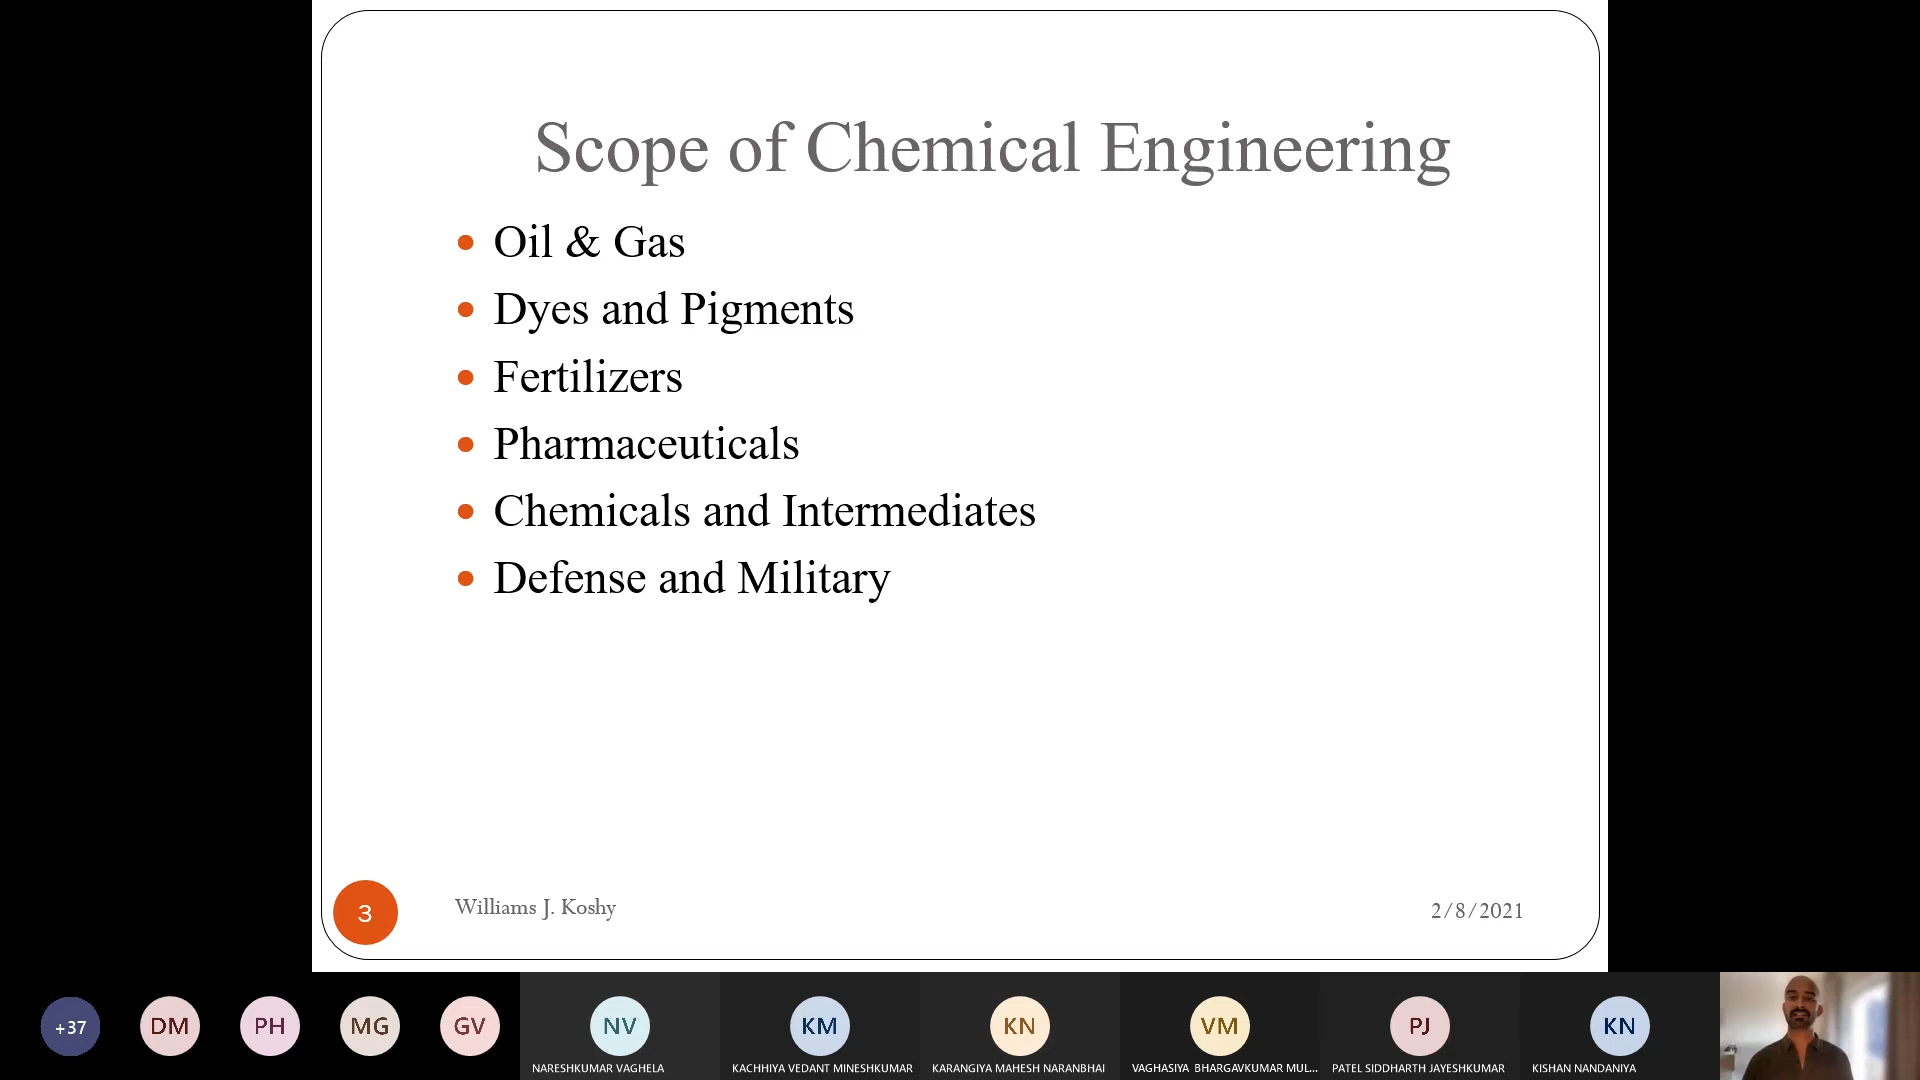 Scope of Chemical Engineering
• Oil & Gas
• Dyes and Pigments
• Fertilizers
• Pharmaceuticals
• Chemicals and Intermediates
• Defense and Military
3
Williams J. Koshy
2/8/2021
+37
DM
PH
MG
GV
NV
KM
KN
VM
PJ
KN
NARESHKUMAR VAGHELA
KACHHIYA VEDANT MINESHKUMAR
KARANGIYA MAHESH NARANBHAI
VAGHASIYA BHARGAVKUMAR MUL...
PATEL SIDDHARTH JAYESHKUMAR
KISHAN NANDANIYA